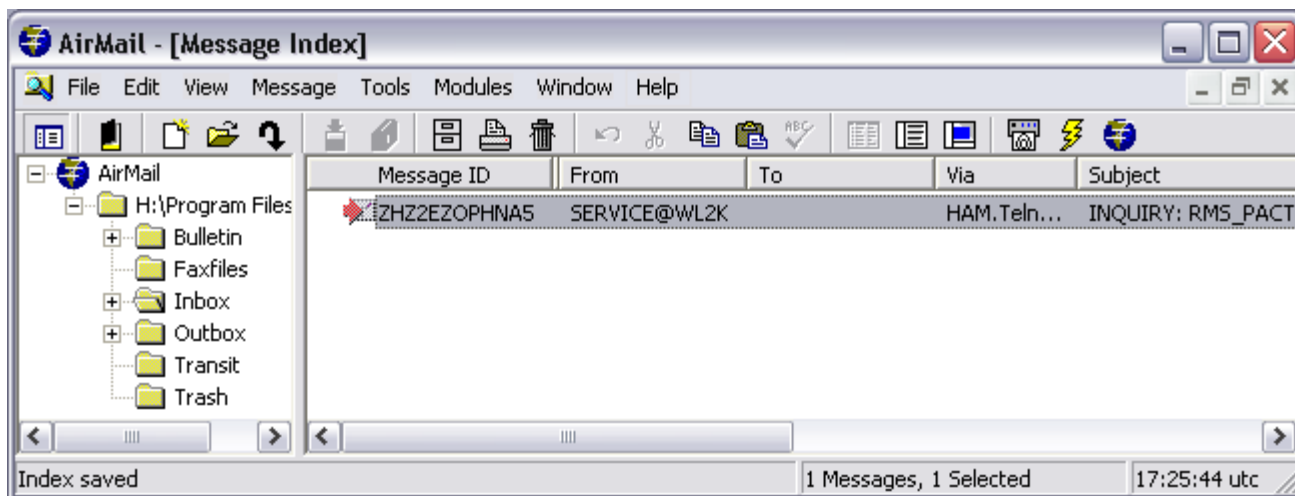 AirMail - [Message Index]
File Edit View Message Tools Modules Window Help
ABC
AirMail
H:\Program Files
Bulletin
Faxfiles
Inbox
Outbox
Transit
Trash
Message ID From To Via Subject
ZHZ2EZOPHNA5 SERVICE@WL2K HAM.Teln... INQUIRY: RMS_PACT
Index saved 1 Messages, 1 Selected 17:25:44 utc